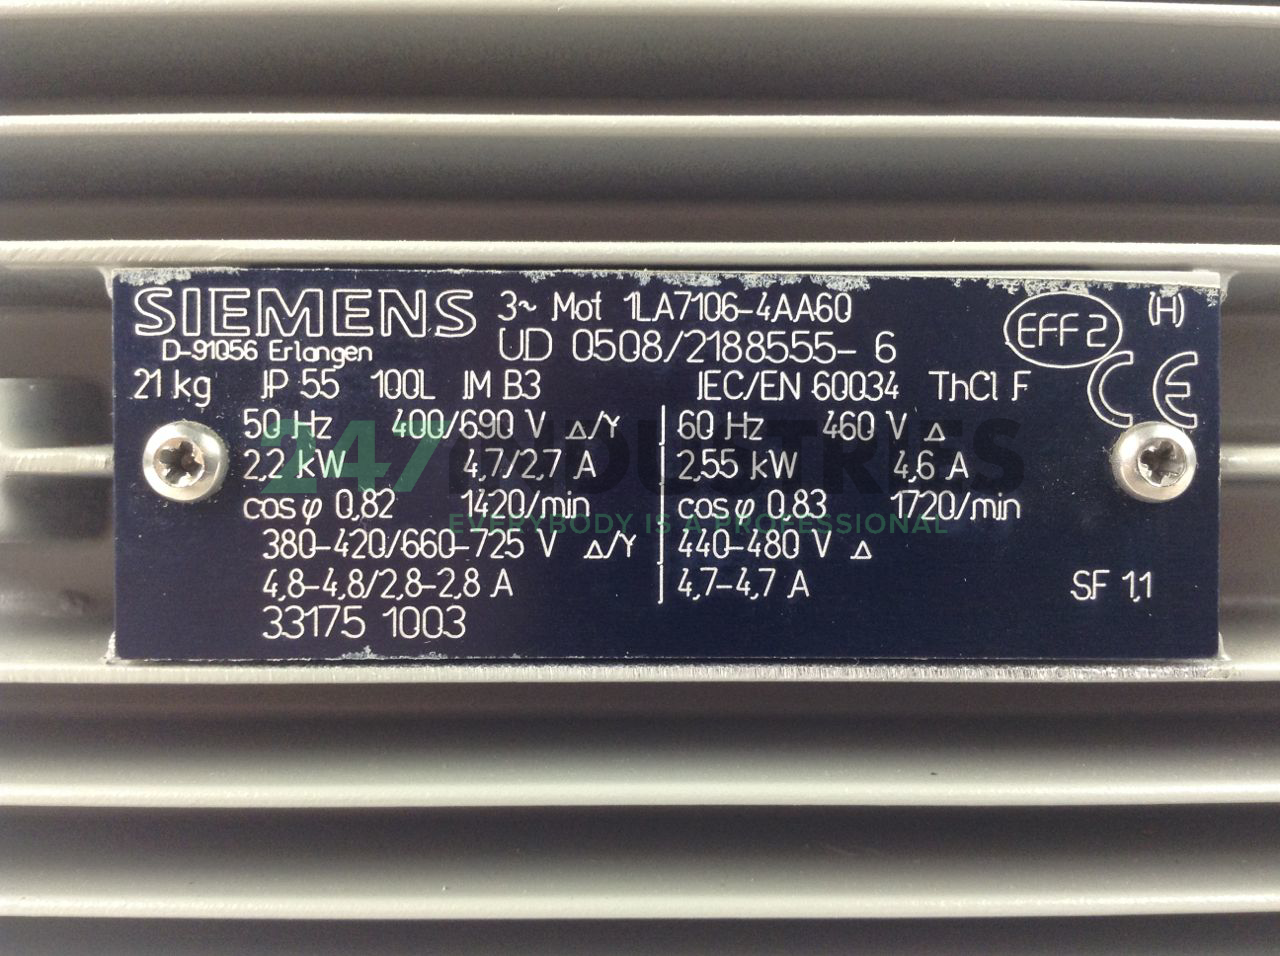 SIEMENS 3~ Mot 1LA7106-4AA60 EFF2 (H)
D-91056 Erlangen UD 0508/2188555-6
21 kg IP 55 100L IM B3 IEC/EN 60034 ThCl F CE
50 Hz 400/690 V Δ/Y 60 Hz 460 V Δ
2,2 kW 4,7/2,7 A 2,55 kW 4,6 A
cos φ 0,82 1420/min cos φ 0,83 1720/min
380-420/660-725 V Δ/Y 440-480 V Δ
4,8-4,8/2,8-2,8 A 4,7-4,7 A SF 1,1
33175 1003
247 INDUSTRIES
EVERYBODY IS A PROFESSIONAL